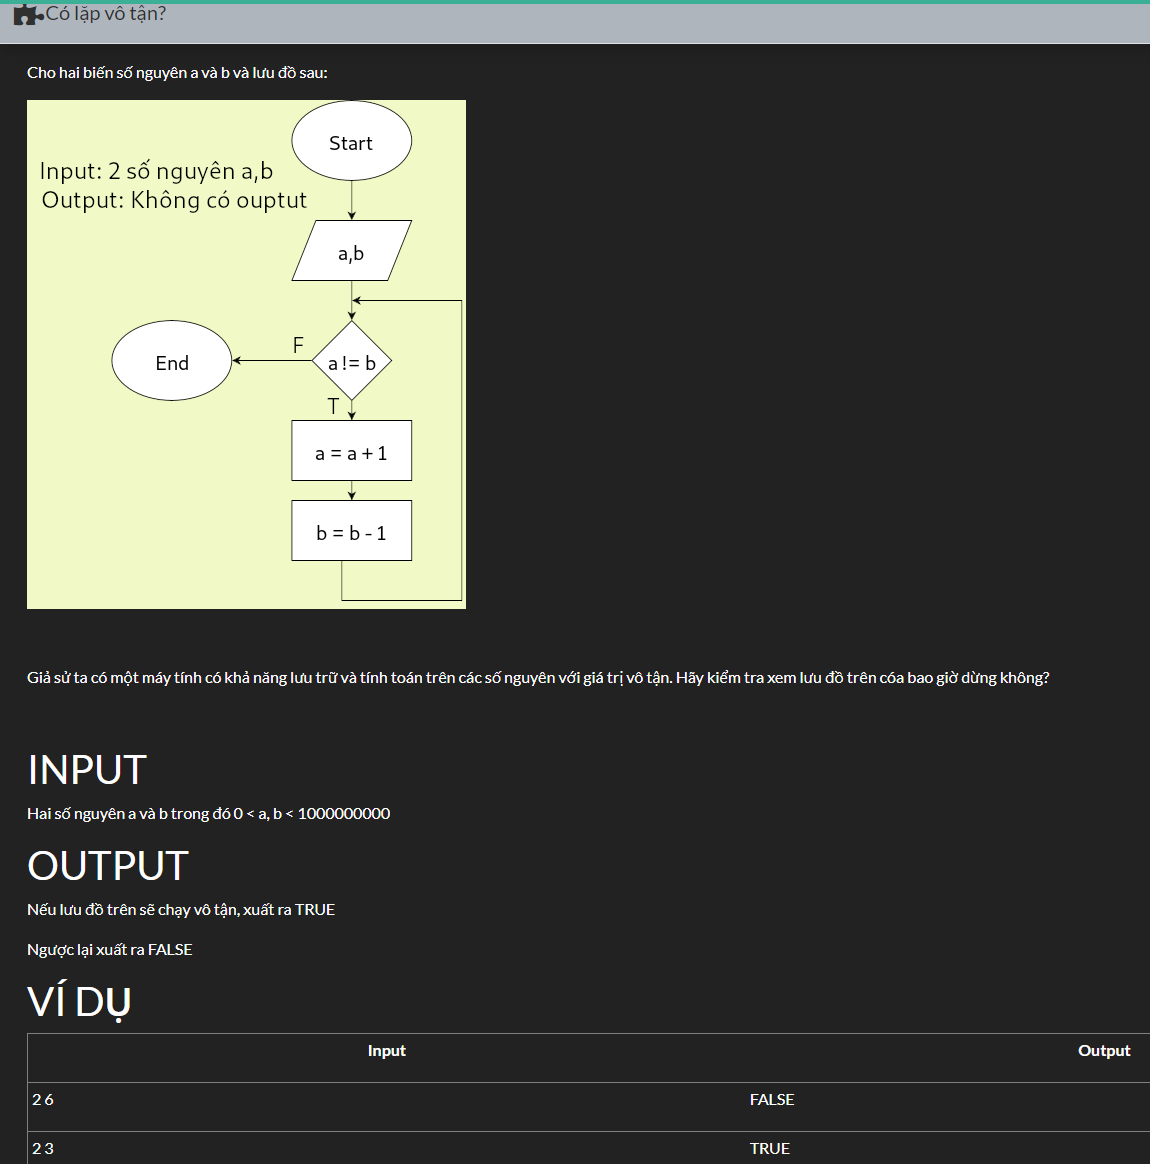 Có lặp vô tận?
Cho hai biến số nguyên a và b và lưu đồ sau:
Start
Input: 2 số nguyên a,b
Output: Không có ouptut
a,b
End
F
a != b
T
a = a + 1
b = b - 1
Giả sử ta có một máy tính có khả năng lưu trữ và tính toán trên các số nguyên với giá trị vô tận. Hãy kiểm tra xem lưu đồ trên cóa bao giờ dừng không?
INPUT
Hai số nguyên a và b trong đó 0 < a, b < 1000000000
OUTPUT
Nếu lưu đồ trên sẽ chạy vô tận, xuất ra TRUE
Ngược lại xuất ra FALSE
VÍ DỤ
Input Output
2 6 FALSE
2 3 TRUE